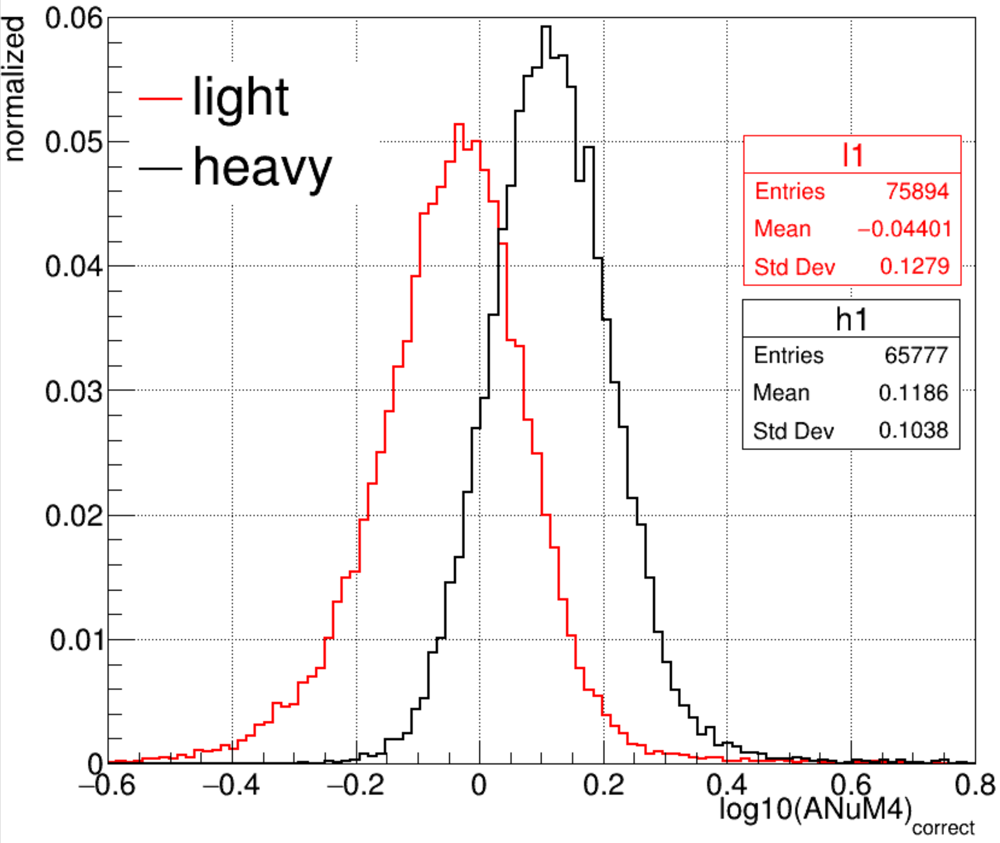 normalized
0.06
0.05
0.04
0.03
0.02
0.01
0
light
heavy
l1
Entries 75894
Mean −0.04401
Std Dev 0.1279
h1
Entries 65777
Mean 0.1186
Std Dev 0.1038
−0.6 −0.4 −0.2 0 0.2 0.4 0.6 0.8
log10(ANuM4)correct